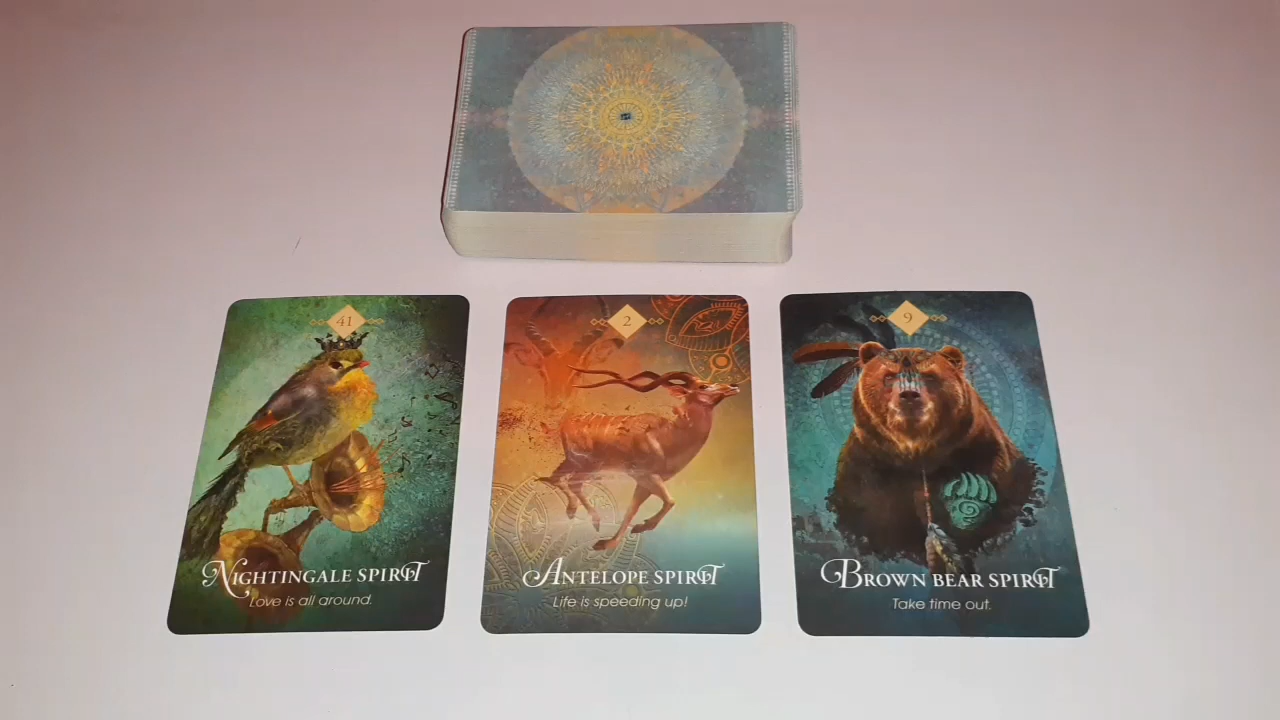 41
NIGHTINGALE SPIRIT
Love is all around.
2
ANTELOPE SPIRIT
Life is speeding up!
9
BROWN BEAR SPIRIT
Take time out.